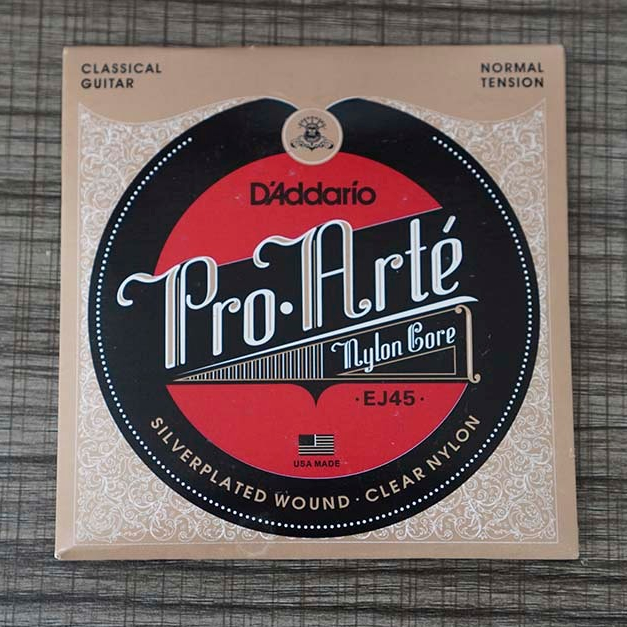 CLASSICAL
GUITAR
NORMAL
TENSION
D'Addario
Pro·Arté
Nylon Core
·EJ45·
USA MADE
SILVERPLATED WOUND · CLEAR NYLON